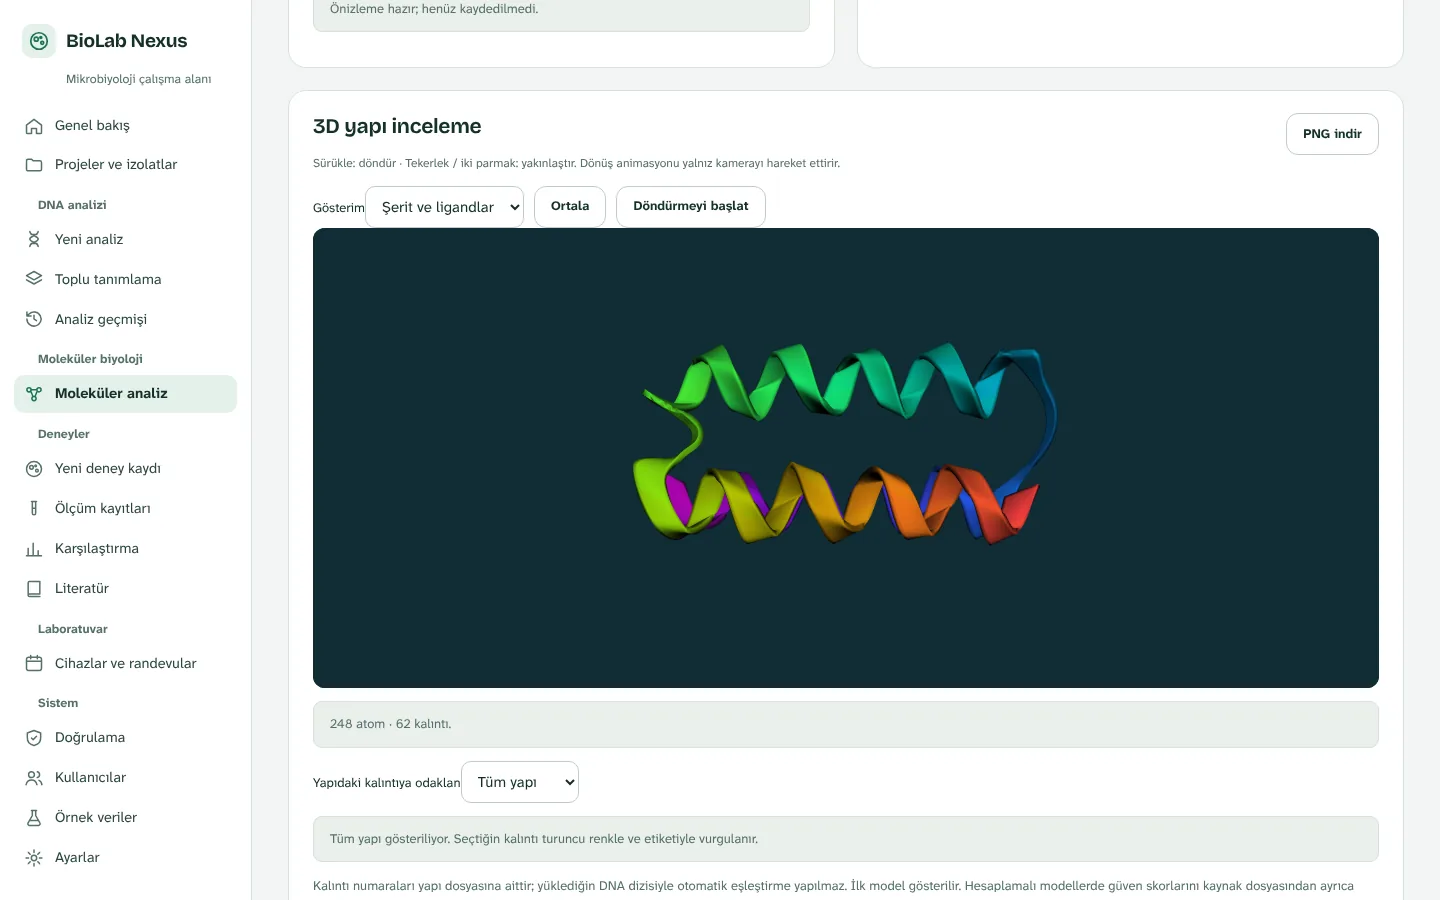 BioLab Nexus
Mikrobiyoloji çalışma alanı
Genel bakış
Projeler ve izolatlar
DNA analizi
Yeni analiz
Toplu tanımlama
Analiz geçmişi
Moleküler biyoloji
Moleküler analiz
Deneyler
Yeni deney kaydı
Ölçüm kayıtları
Karşılaştırma
Literatür
Laboratuvar
Cihazlar ve randevular
Sistem
Doğrulama
Kullanıcılar
Örnek veriler
Ayarlar
Önizleme hazır; henüz kaydedilmedi.
3D yapı inceleme
PNG indir
Sürükle: döndür · Tekerlek / iki parmak: yakınlaştır. Dönüş animasyonu yalnız kamerayı hareket ettirir.
Gösterim Şerit ve ligandlar Ortala Döndürmeyi başlat
248 atom · 62 kalıntı.
Yapıdaki kalıntıya odaklan Tüm yapı
Tüm yapı gösteriliyor. Seçtiğin kalıntı turuncu renkle ve etiketiyle vurgulanır.
Kalıntı numaraları yapı dosyasına aittir; yüklediğin DNA dizisiyle otomatik eşleştirme yapılmaz. İlk model gösterilir. Hesaplamalı modellerde güven skorlarını kaynak dosyasından ayrıca